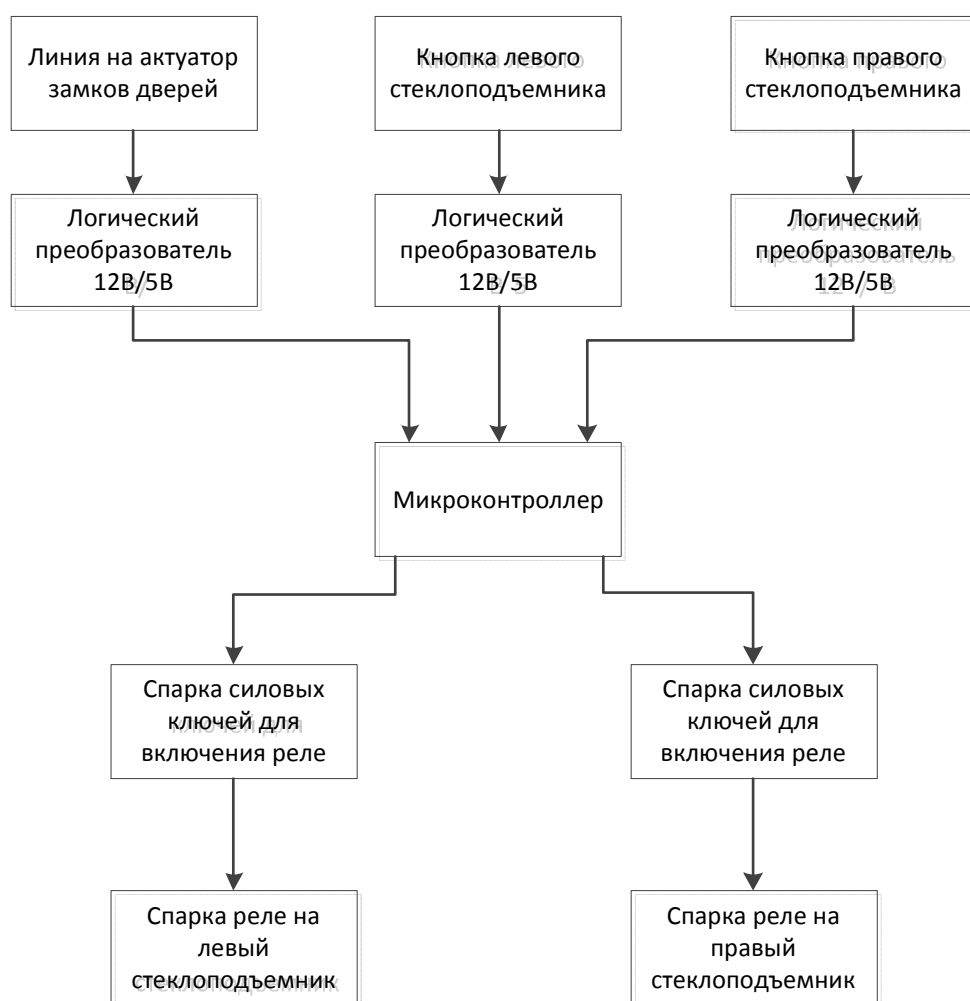 Линия на актуатор
замков дверей
Кнопка левого
стеклоподъемника
Кнопка правого
стеклоподъемника
Логический
преобразователь
12В/5В
Логический
преобразователь
12В/5В
Логический
преобразователь
12В/5В
Микроконтроллер
Спарка силовых
ключей для
включения реле
Спарка силовых
ключей для
включения реле
Спарка реле на
левый
стеклоподъемник
Спарка реле на
правый
стеклоподъемник